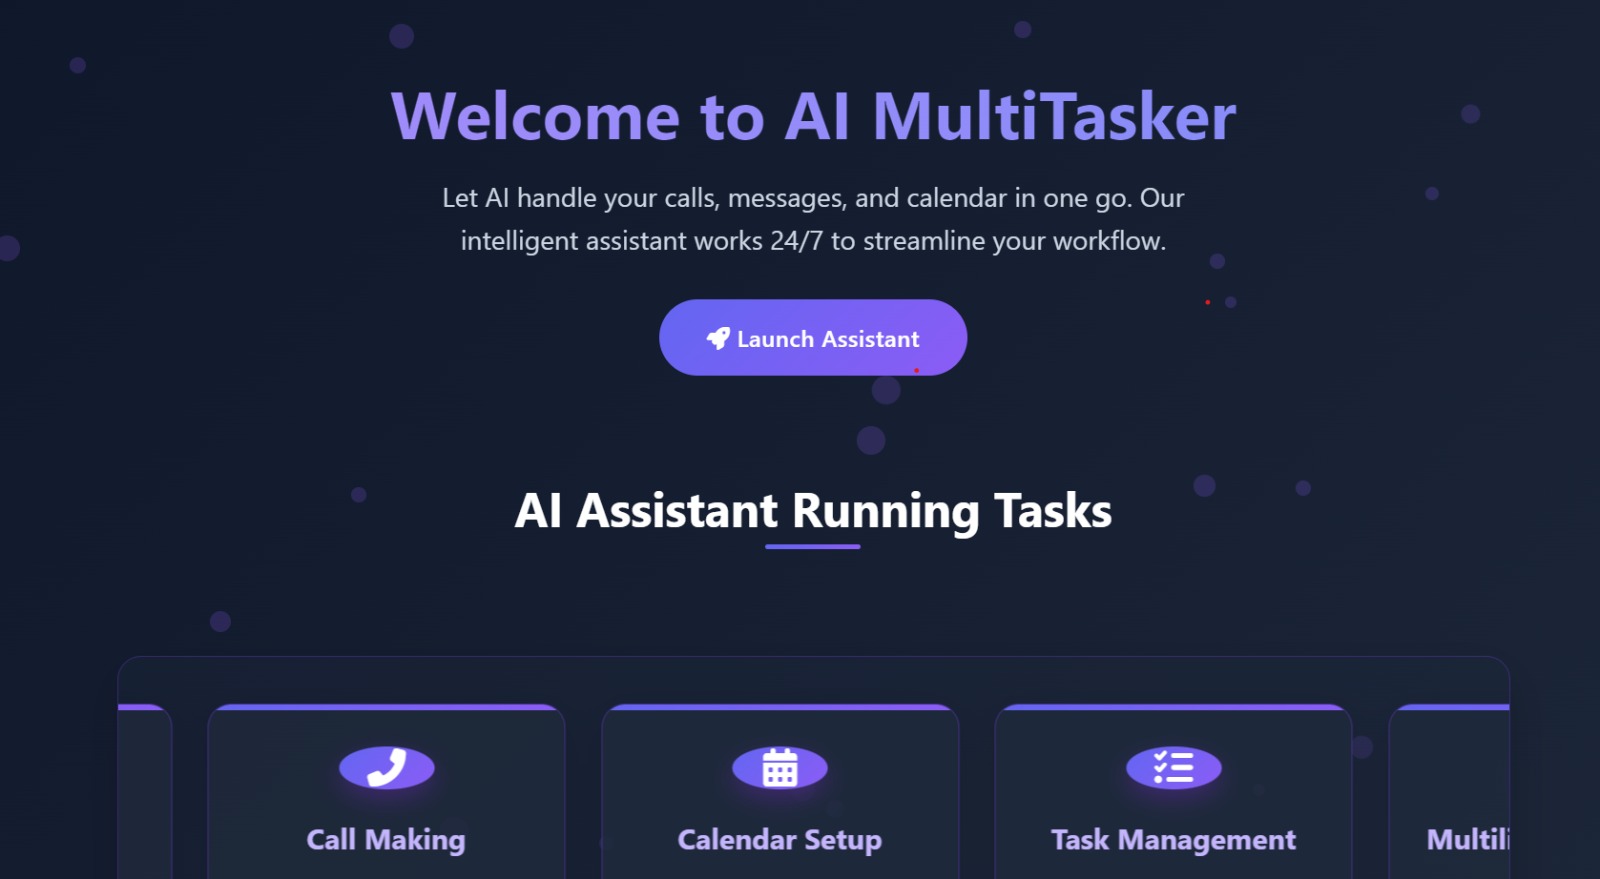 Welcome to AI MultiTasker
Let AI handle your calls, messages, and calendar in one go. Our
intelligent assistant works 24/7 to streamline your workflow.
Launch Assistant
AI Assistant Running Tasks
Call Making
Calendar Setup
Task Management